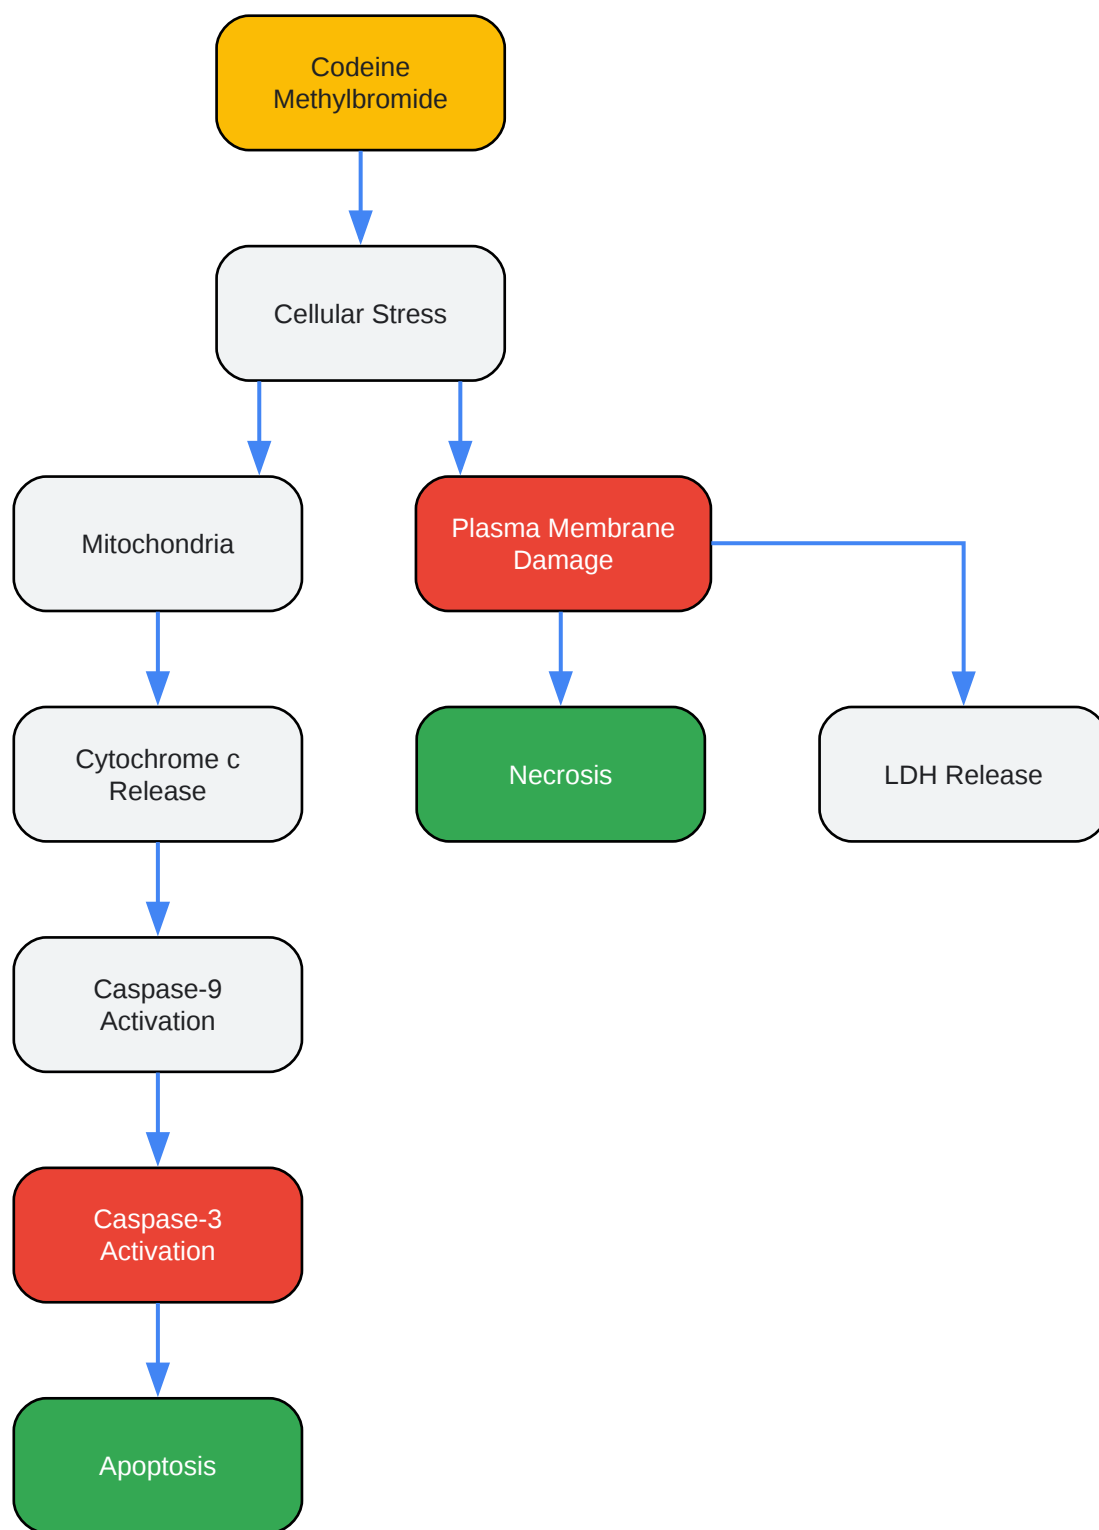 Codeine
Methylbromide
Cellular Stress
Mitochondria
Plasma Membrane
Damage
Cytochrome c
Release
Necrosis
LDH Release
Caspase-9
Activation
Caspase-3
Activation
Apoptosis